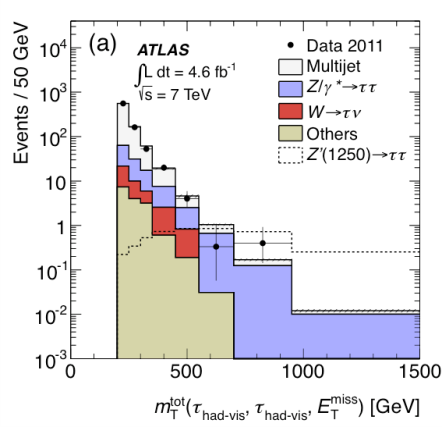 (a)
ATLAS
∫L dt = 4.6 fb⁻¹
√s = 7 TeV
Data 2011
Multijet
Z/γ*→ττ
W→τν
Others
Z'(1250)→ττ
Events / 50 GeV
10⁴
10³
10²
10
1
10⁻¹
10⁻²
10⁻³
0 500 1000 1500
m_T^tot(τ_had-vis, τ_had-vis, E_T^miss) [GeV]